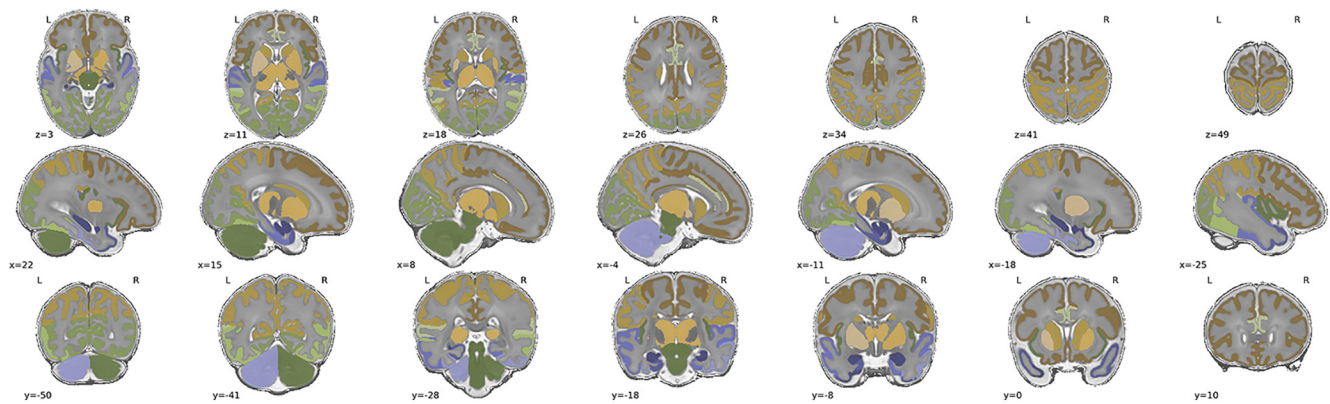 L R L R L R L R L R L R L R
z=3 z=11 z=18 z=26 z=34 z=41 z=49
x=22 x=15 x=8 x=-4 x=-11 x=-18 x=-25
L R L R L R L R L R L R L R
y=-50 y=-41 y=-28 y=-18 y=-8 y=0 y=10